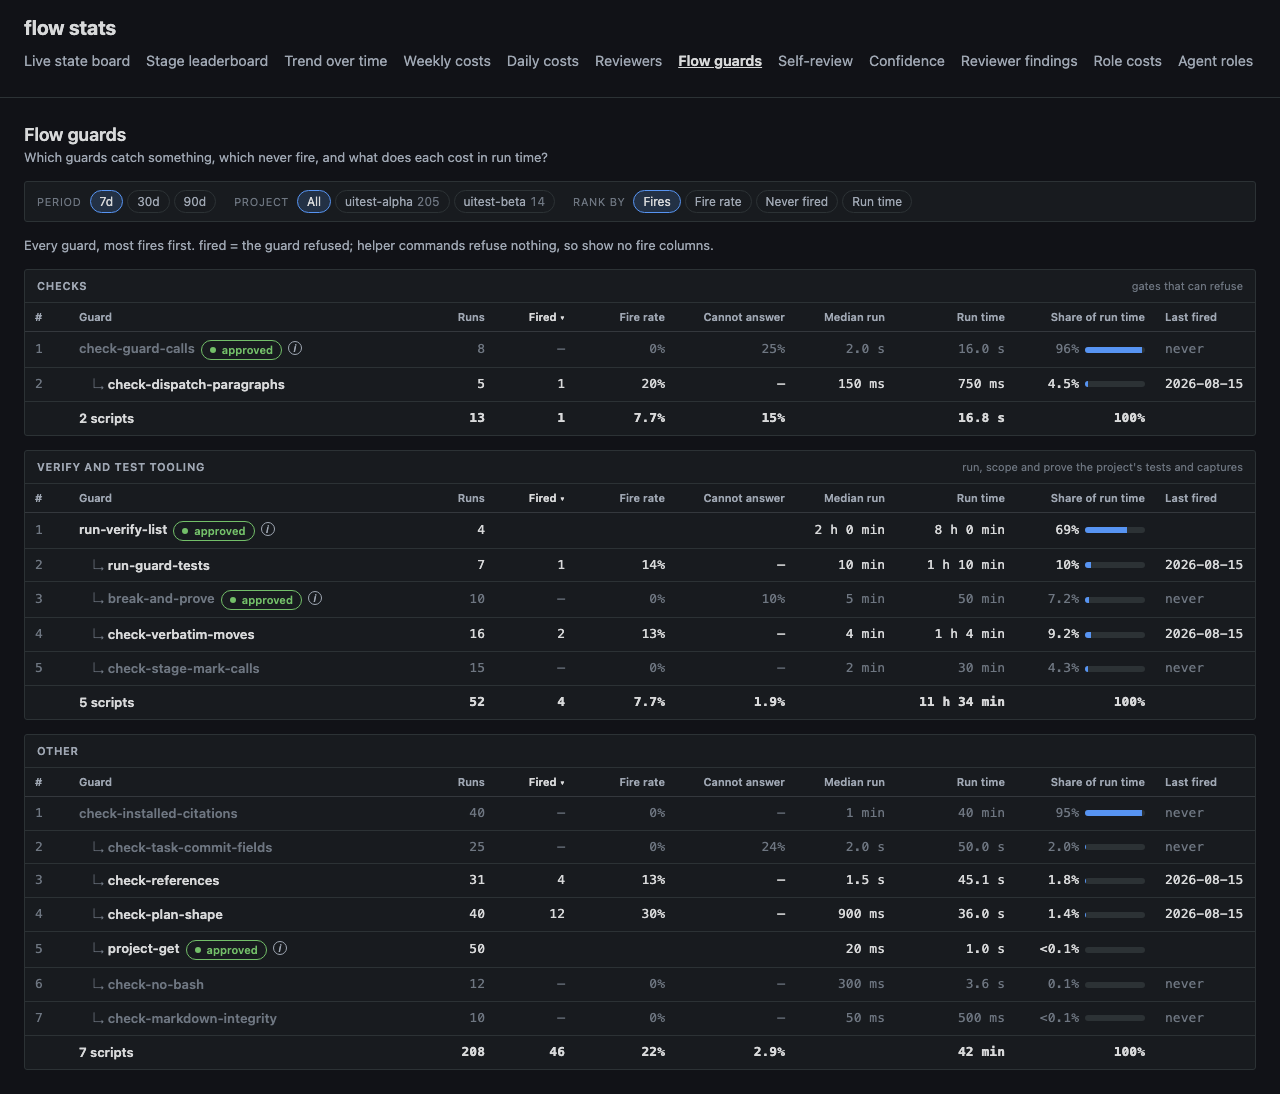 flow stats
Live state board Stage leaderboard Trend over time Weekly costs Daily costs Reviewers Flow guards Self-review Confidence Reviewer findings Role costs Agent roles
Flow guards
Which guards catch something, which never fire, and what does each cost in run time?
PERIOD 7d 30d 90d PROJECT All uitest-alpha 205 uitest-beta 14 RANK BY Fires Fire rate Never fired Run time
Every guard, most fires first. fired = the guard refused; helper commands refuse nothing, so show no fire columns.
CHECKS gates that can refuse
# Guard Runs Fired ▾ Fire rate Cannot answer Median run Run time Share of run time Last fired
1 check-guard-calls approved i 8 — 0% 25% 2.0 s 16.0 s 96% never
2 check-dispatch-paragraphs 5 1 20% — 150 ms 750 ms 4.5% 2026-08-15
2 scripts 13 1 7.7% 15% 16.8 s 100%
VERIFY AND TEST TOOLING run, scope and prove the project's tests and captures
# Guard Runs Fired ▾ Fire rate Cannot answer Median run Run time Share of run time Last fired
1 run-verify-list approved i 4 2 h 0 min 8 h 0 min 69%
2 run-guard-tests 7 1 14% — 10 min 1 h 10 min 10% 2026-08-15
3 break-and-prove approved i 10 — 0% 10% 5 min 50 min 7.2% never
4 check-verbatim-moves 16 2 13% — 4 min 1 h 4 min 9.2% 2026-08-15
5 check-stage-mark-calls 15 — 0% — 2 min 30 min 4.3% never
5 scripts 52 4 7.7% 1.9% 11 h 34 min 100%
OTHER
# Guard Runs Fired ▾ Fire rate Cannot answer Median run Run time Share of run time Last fired
1 check-installed-citations 40 — 0% — 1 min 40 min 95% never
2 check-task-commit-fields 25 — 0% 24% 2.0 s 50.0 s 2.0% never
3 check-references 31 4 13% — 1.5 s 45.1 s 1.8% 2026-08-15
4 check-plan-shape 40 12 30% — 900 ms 36.0 s 1.4% 2026-08-15
5 project-get approved i 50 20 ms 1.0 s <0.1%
6 check-no-bash 12 — 0% — 300 ms 3.6 s 0.1% never
7 check-markdown-integrity 10 — 0% — 50 ms 500 ms <0.1% never
7 scripts 208 46 22% 2.9% 42 min 100%